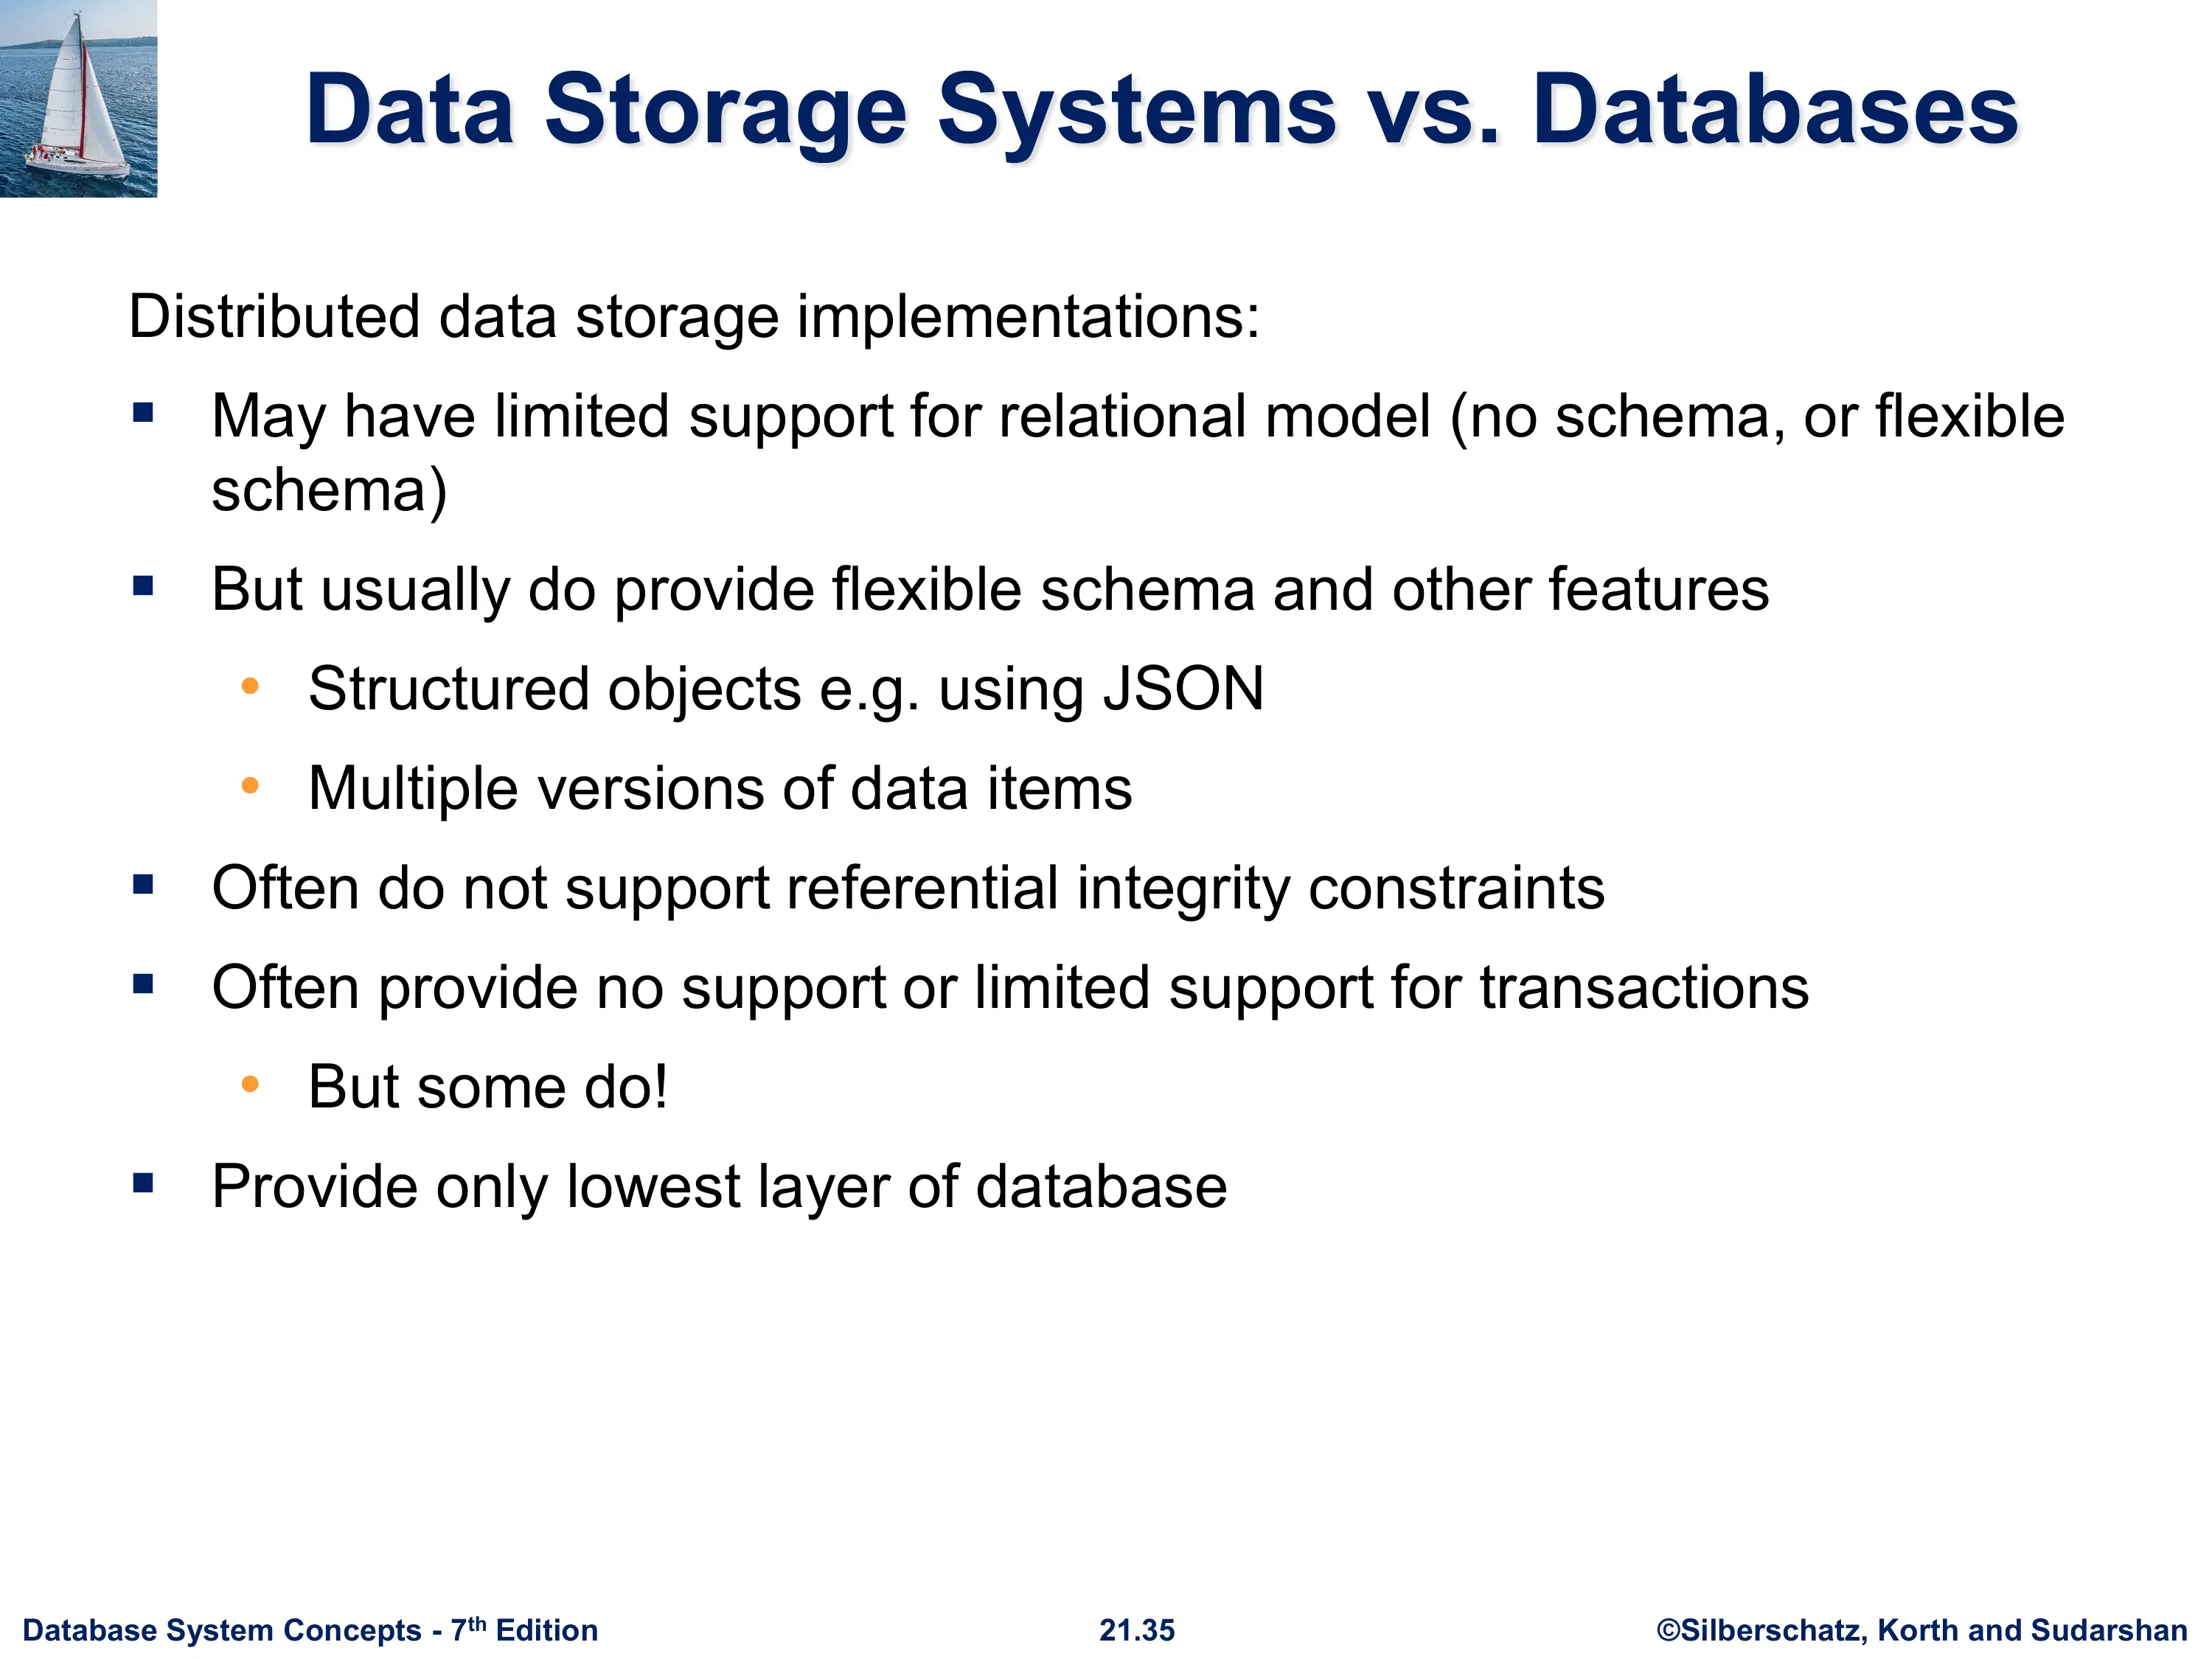 Data Storage Systems vs. Databases
Distributed data storage implementations:
▪ May have limited support for relational model (no schema, or flexible
schema)
▪ But usually do provide flexible schema and other features
• Structured objects e.g. using JSON
• Multiple versions of data items
▪ Often do not support referential integrity constraints
▪ Often provide no support or limited support for transactions
• But some do!
▪ Provide only lowest layer of database
Database System Concepts - 7th Edition
21.35
©Silberschatz, Korth and Sudarshan